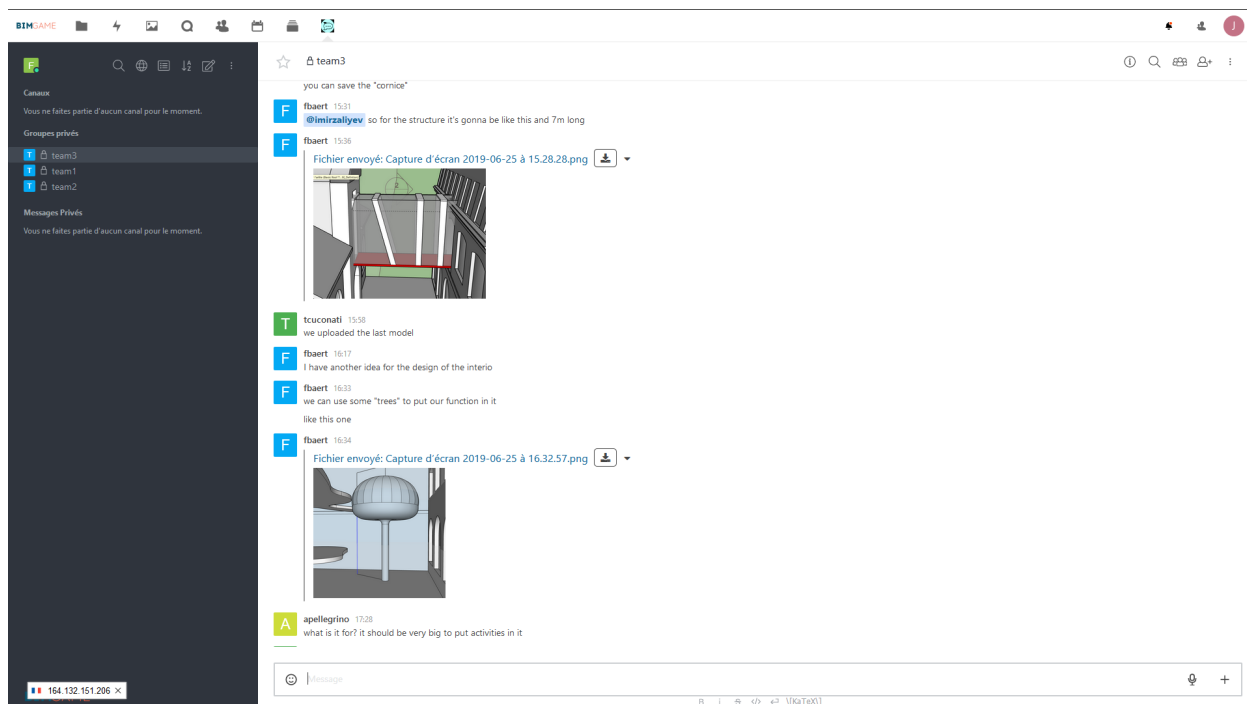 BIMGAME
J
F
team3
Canaux
Vous ne faites partie d'aucun canal pour le moment.
Groupes privés
T team3
T team1
T team2
Messages Privés
Vous ne faites partie d'aucun canal pour le moment.
164.132.151.206 ×
you can save the "cornice"
F
fbaert 15:31
@imirzaliyev so for the structure it's gonna be like this and 7m long
F
fbaert 15:36
Fichier envoyé: Capture d'écran 2019-06-25 à 15.28.28.png
T
tcuconati 15:58
we uploaded the last model
F
fbaert 16:17
I have another idea for the design of the interio
F
fbaert 16:33
we can use some "trees" to put our function in it
like this one
F
fbaert 16:34
Fichier envoyé: Capture d'écran 2019-06-25 à 16.32.57.png
A
apellegrino 17:28
what is it for? it should be very big to put activities in it
Message
B i S </> \[KaTeX\]